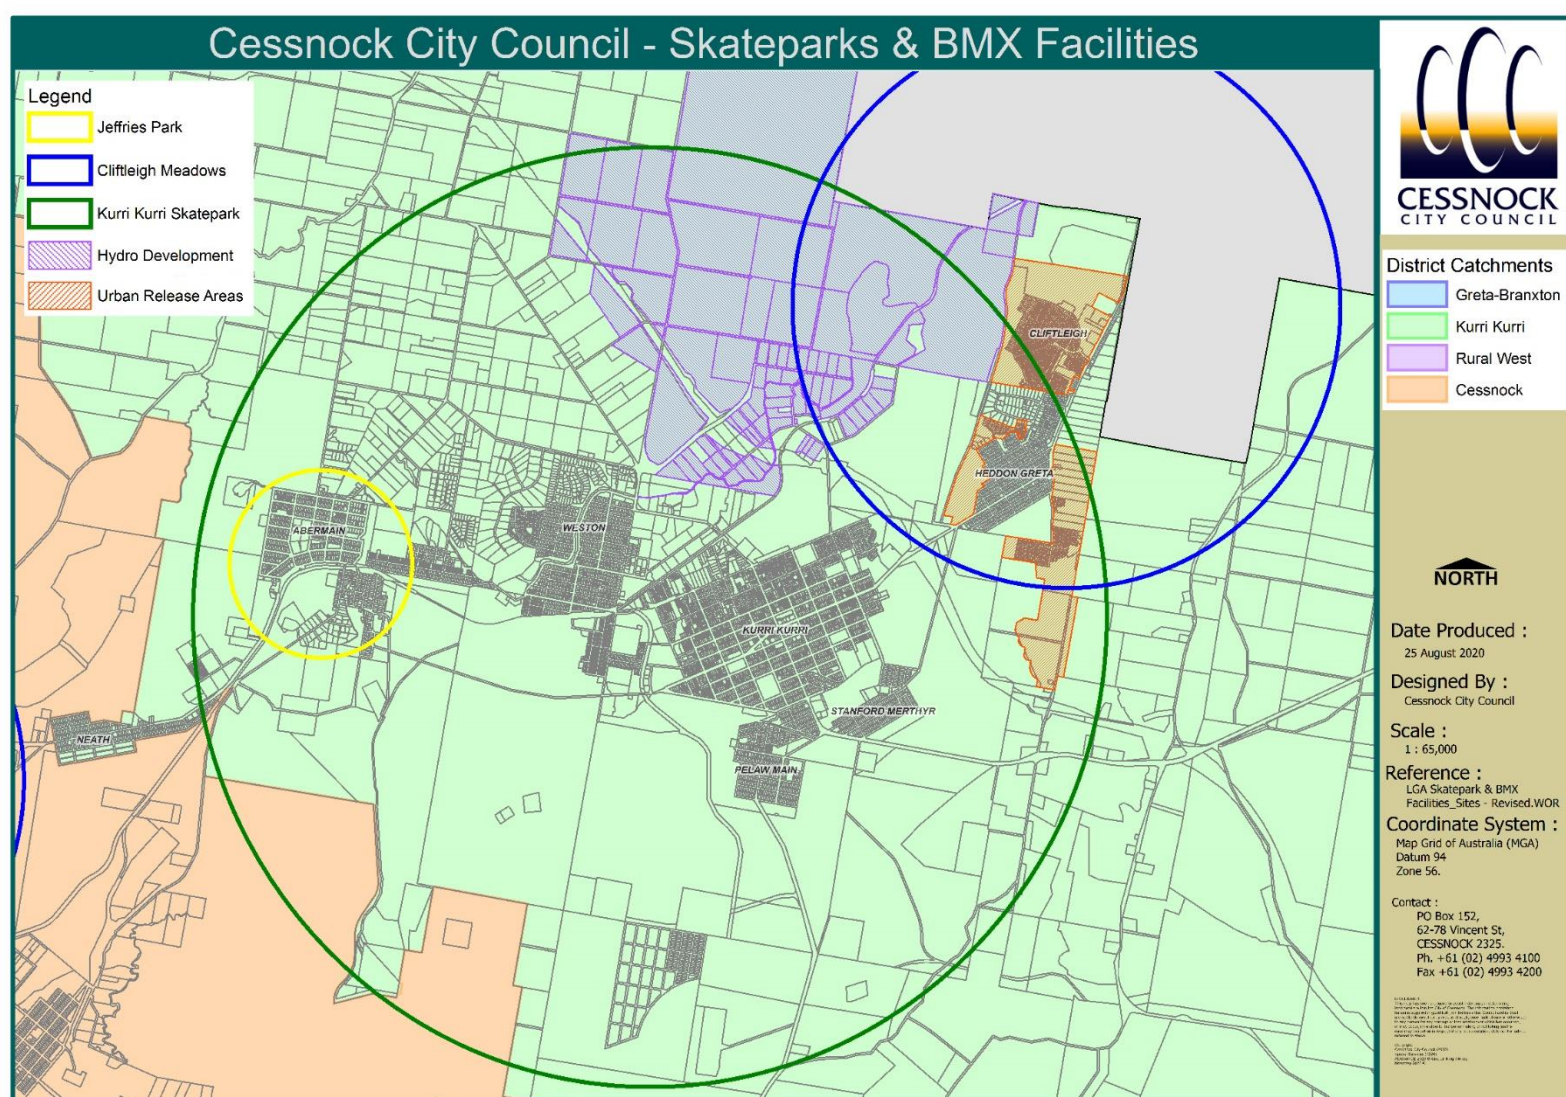 Cessnock City Council - Skateparks & BMX Facilities
Legend
Jeffries Park
Cliftleigh Meadows
Kurri Kurri Skatepark
Hydro Development
Urban Release Areas
CLIFTLEIGH
HEDDON GRETA
ABERMAIN
WESTON
KURRI KURRI
STANFORD MERTHYR
NEATH
PELAW MAIN
CESSNOCK
CITY COUNCIL
District Catchments
Greta-Branxton
Kurri Kurri
Rural West
Cessnock
NORTH
Date Produced :
25 August 2020
Designed By :
Cessnock City Council
Scale :
1 : 65,000
Reference :
LGA Skatepark & BMX
Facilities_Sites - Revised.WOR
Coordinate System :
Map Grid of Australia (MGA)
Datum 94
Zone 56.
Contact :
PO Box 152,
62-78 Vincent St,
CESSNOCK 2325.
Ph. +61 (02) 4993 4100
Fax +61 (02) 4993 4200